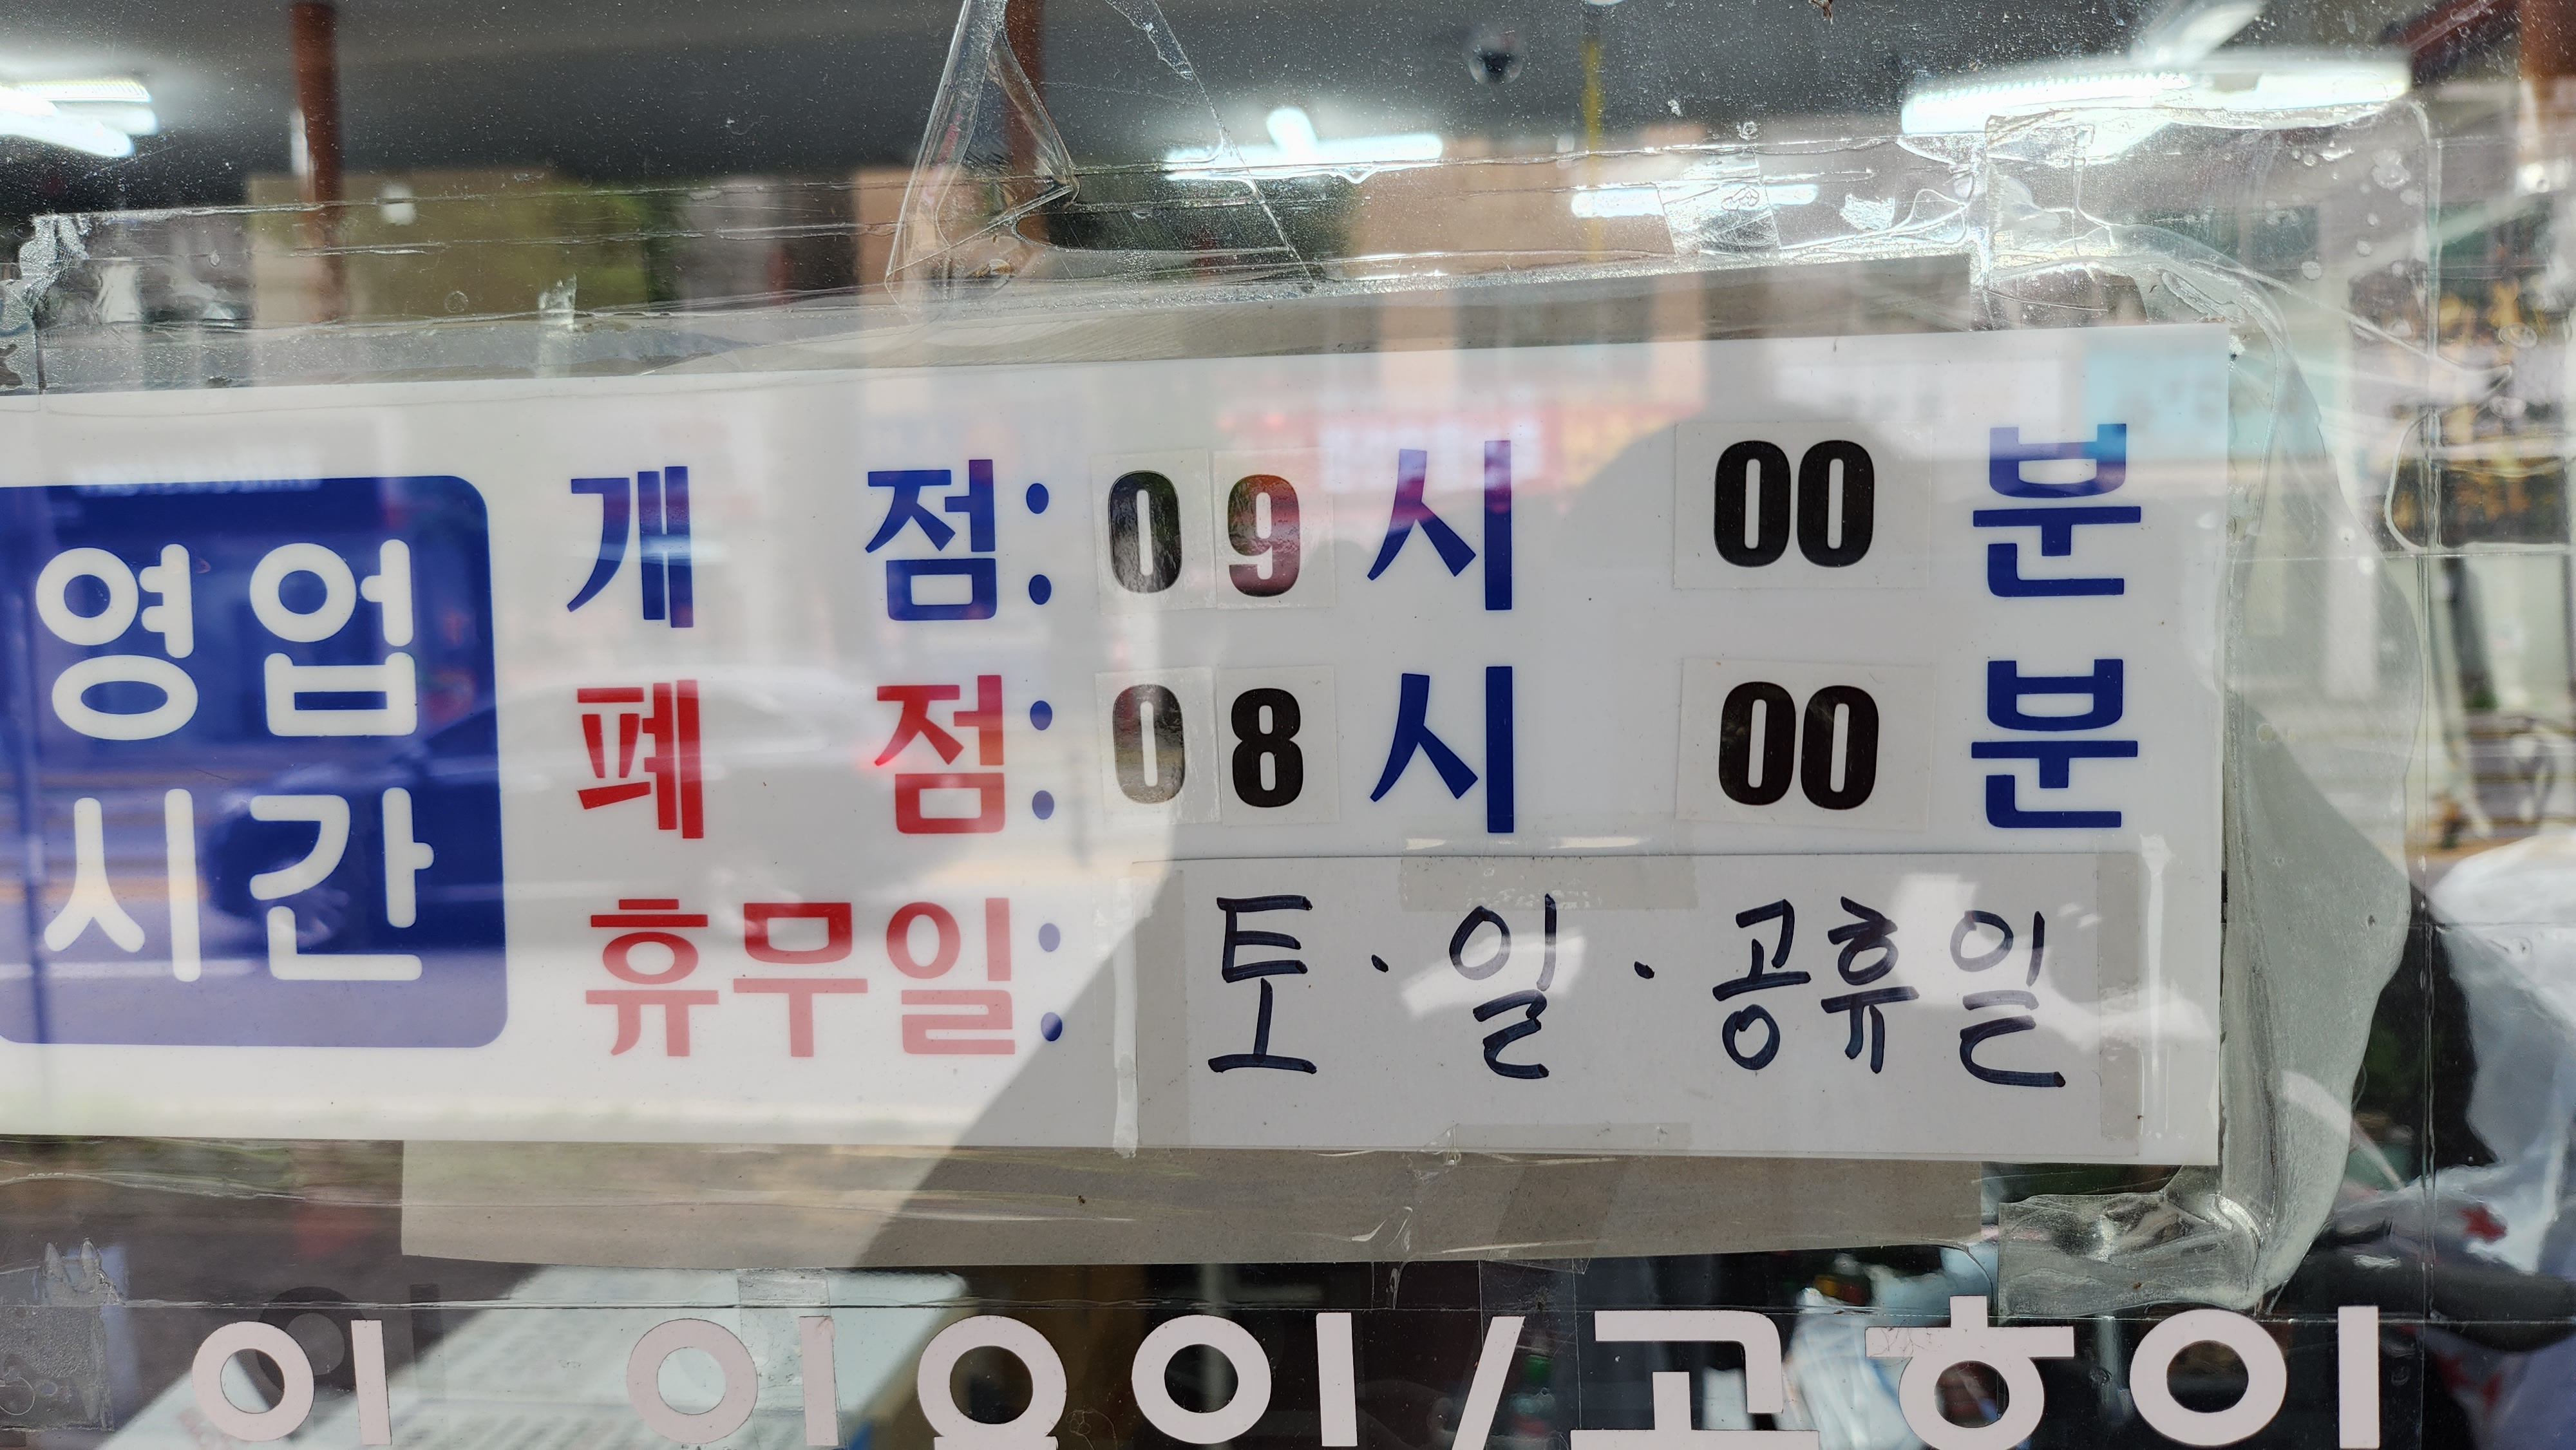 영업
시간
개 점: 09시 00분
폐 점: 08시 00분
휴무일: 토·일·공휴일